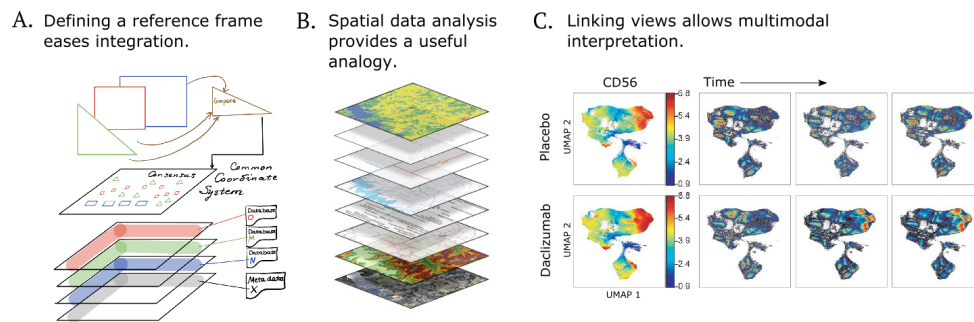 A. Defining a reference frame
eases integration.
Compare
Consensus
Common
Coordinate
System
Database
O
Database
M
Database
N
Meta data
X
B. Spatial data analysis
provides a useful
analogy.
C. Linking views allows multimodal
interpretation.
CD56
Time
Placebo
UMAP 2
6.8
5.4
3.9
2.4
0.9
Daclizumab
UMAP 2
6.8
5.4
3.9
2.4
0.9
UMAP 1